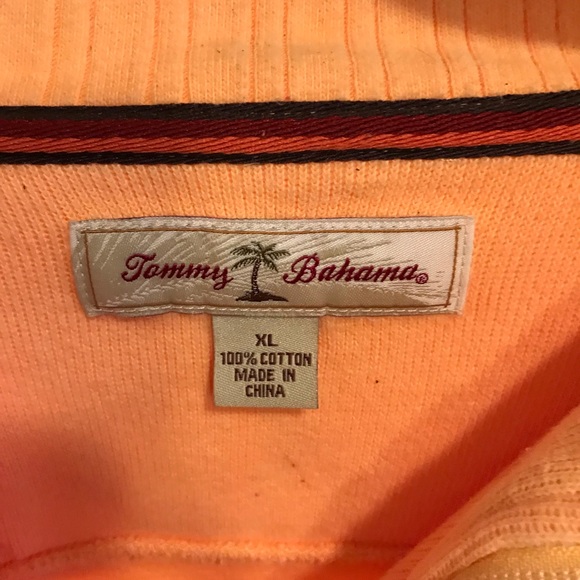 Tommy Bahama®
XL
100% COTTON
MADE IN
CHINA